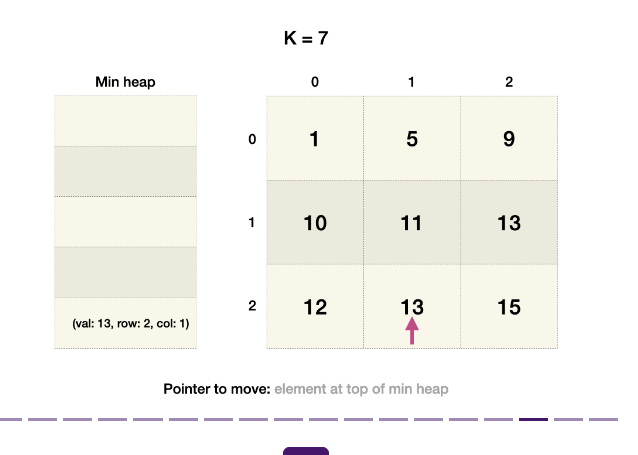 K = 7
Min heap
0 1 2
0 1 5 9
1 10 11 13
2 12 13 15
(val: 13, row: 2, col: 1)
Pointer to move: element at top of min heap